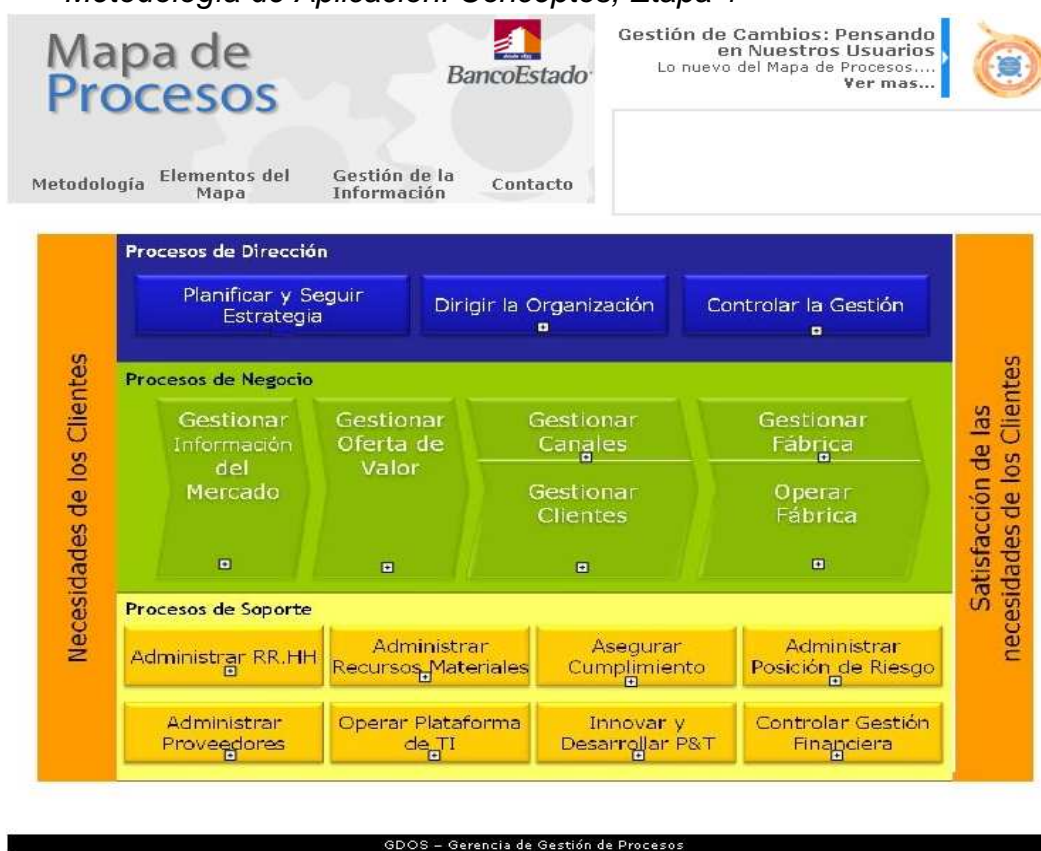 Metodología de Aplicación: Conceptos, Etapa 4
Mapa de
Procesos
BancoEstado
Gestión de Cambios: Pensando
en Nuestros Usuarios
Lo nuevo del Mapa de Procesos....
Ver mas...
Metodología
Elementos del
Mapa
Gestión de la
Información
Contacto
Necesidades de los Clientes
Procesos de Dirección
Planificar y Seguir
Estrategia
Dirigir la Organización
Controlar la Gestión
Procesos de Negocio
Gestionar
Información
del
Mercado
Gestionar
Oferta de
Valor
Gestionar
Canales
Gestionar
Clientes
Gestionar
Fábrica
Operar
Fábrica
Procesos de Soporte
Administrar RR.HH
Administrar
Recursos Materiales
Asegurar
Cumplimiento
Administrar
Posición de Riesgo
Administrar
Proveedores
Operar Plataforma
de TI
Innovar y
Desarrollar P&T
Controlar Gestión
Financiera
Satisfacción de las
necesidades de los Clientes
GDOS – Gerencia de Gestión de Procesos